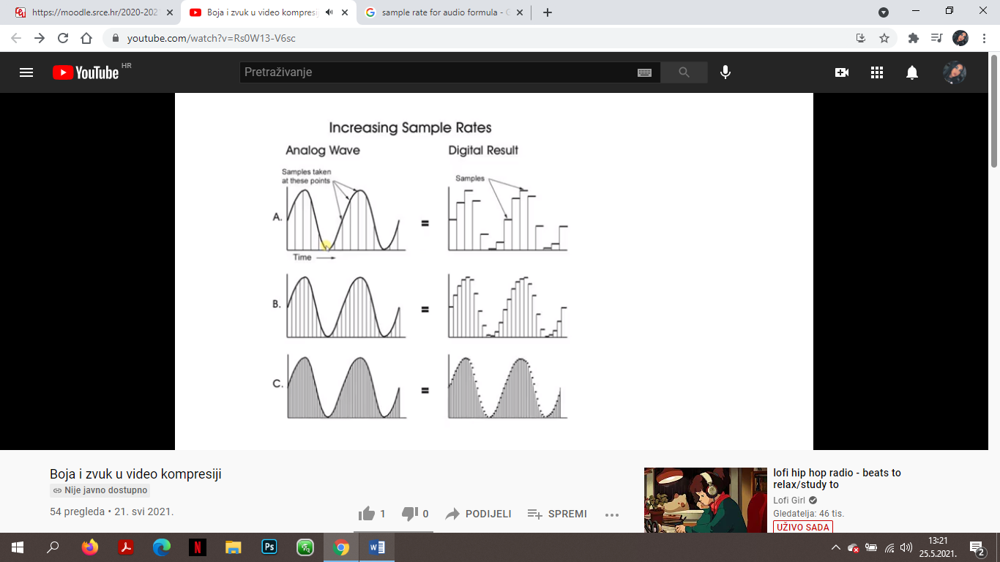 https://moodle.srce.hr/2020-202
Boja i zvuk u video kompresij
sample rate for audio formula - G
youtube.com/watch?v=Rs0W13-V6sc
YouTube HR
Pretraživanje
Increasing Sample Rates
Analog Wave
Digital Result
Samples taken
at these points
Samples
A.
=
Time
B.
=
C.
=
Boja i zvuk u video kompresiji
Nije javno dostupno
54 pregleda • 21. svi 2021.
1
0
PODIJELI
SPREMI
lofi hip hop radio - beats to
relax/study to
Lofi Girl
Gledatelja: 46 tis.
UŽIVO SADA
N
Ps
W
13:21
25.5.2021.
2